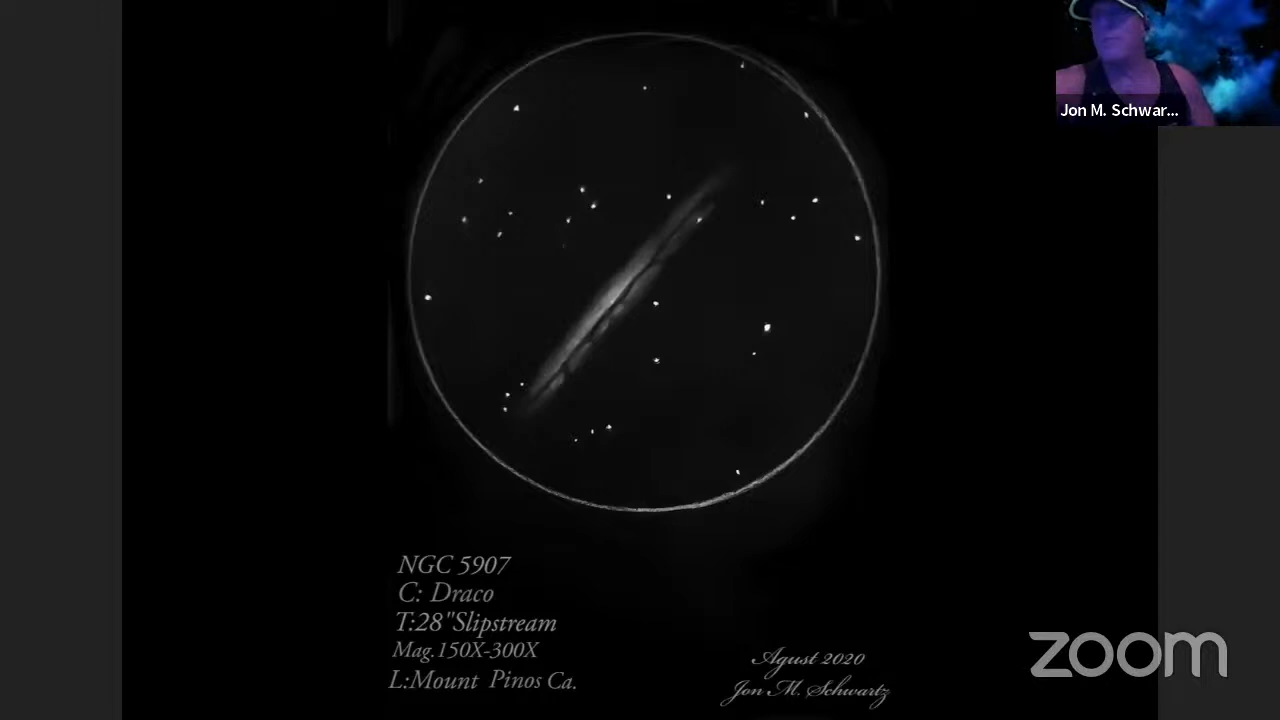 Jon M. Schwar...
NGC 5907
C: Draco
T:28"Slipstream
Mag.150X-300X
L:Mount Pinos Ca.
Agust 2020
Jon M. Schwartz
zoom